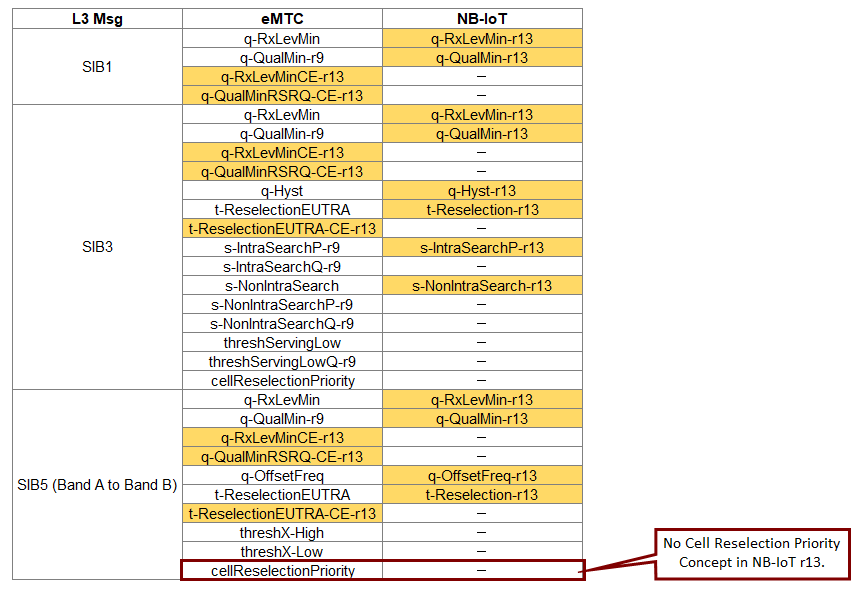 L3 Msg eMTC NB-IoT
SIB1
q-RxLevMin q-RxLevMin-r13
q-QualMin-r9 q-QualMin-r13
q-RxLevMinCE-r13 –
q-QualMinRSRQ-CE-r13 –
SIB3
q-RxLevMin q-RxLevMin-r13
q-QualMin-r9 q-QualMin-r13
q-RxLevMinCE-r13 –
q-QualMinRSRQ-CE-r13 –
q-Hyst q-Hyst-r13
t-ReselectionEUTRA t-Reselection-r13
t-ReselectionEUTRA-CE-r13 –
s-IntraSearchP-r9 s-IntraSearchP-r13
s-IntraSearchQ-r9 –
s-NonIntraSearch s-NonIntraSearch-r13
s-NonIntraSearchP-r9 –
s-NonIntraSearchQ-r9 –
threshServingLow –
threshServingLowQ-r9 –
cellReselectionPriority –
SIB5 (Band A to Band B)
q-RxLevMin q-RxLevMin-r13
q-QualMin-r9 q-QualMin-r13
q-RxLevMinCE-r13 –
q-QualMinRSRQ-CE-r13 –
q-OffsetFreq q-OffsetFreq-r13
t-ReselectionEUTRA t-Reselection-r13
t-ReselectionEUTRA-CE-r13 –
threshX-High –
threshX-Low –
cellReselectionPriority –
No Cell Reselection Priority
Concept in NB-IoT r13.